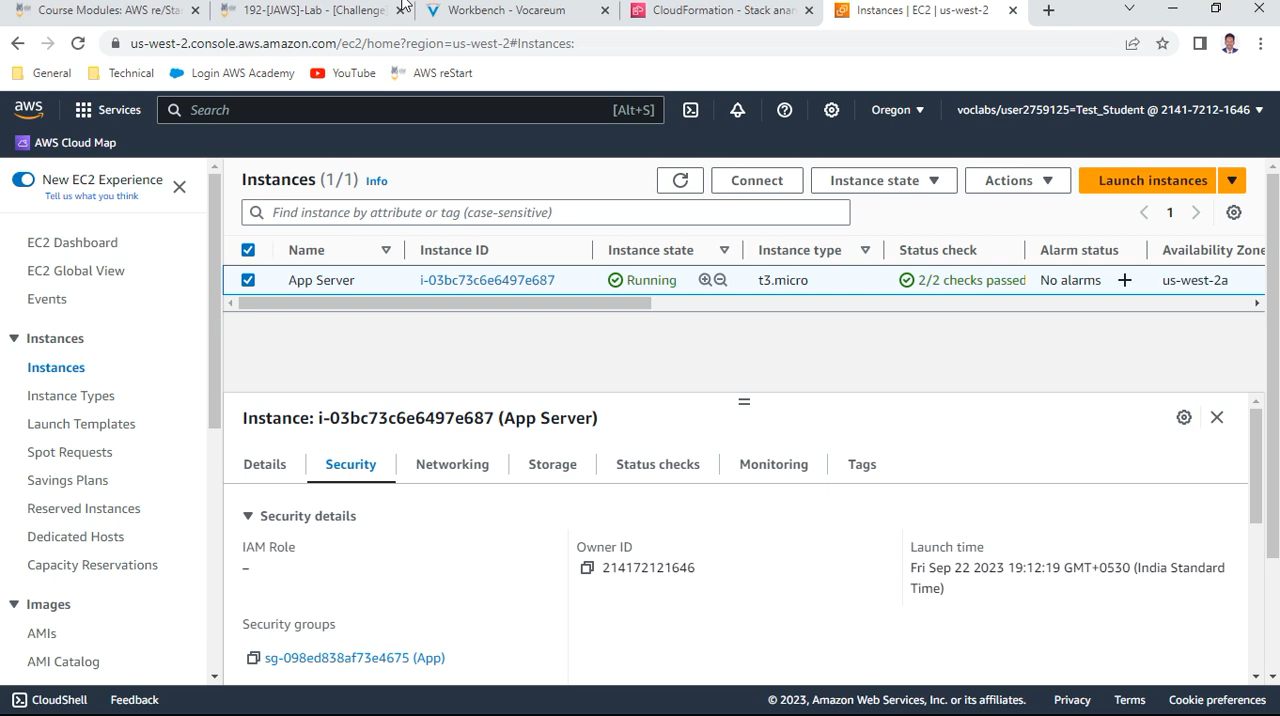 Course Modules: AWS re/Sta
192-[JAWS]-Lab - [Challenge
Workbench - Vocareum
CloudFormation - Stack anan
Instances | EC2 | us-west-2
us-west-2.console.aws.amazon.com/ec2/home?region=us-west-2#Instances:
General
Technical
Login AWS Academy
YouTube
AWS reStart
aws
Services
Search
[Alt+S]
Oregon
voclabs/user2759125=Test_Student @ 2141-7212-1646
AWS Cloud Map
New EC2 Experience
Tell us what you think
EC2 Dashboard
EC2 Global View
Events
Instances
Instances
Instance Types
Launch Templates
Spot Requests
Savings Plans
Reserved Instances
Dedicated Hosts
Capacity Reservations
Images
AMIs
AMI Catalog
Instances (1/1) Info
Connect
Instance state
Actions
Launch instances
Find instance by attribute or tag (case-sensitive)
1
Name
Instance ID
Instance state
Instance type
Status check
Alarm status
Availability Zone
App Server
i-03bc73c6e6497e687
Running
t3.micro
2/2 checks passed
No alarms
us-west-2a
Instance: i-03bc73c6e6497e687 (App Server)
Details
Security
Networking
Storage
Status checks
Monitoring
Tags
Security details
IAM Role
–
Owner ID
214172121646
Launch time
Fri Sep 22 2023 19:12:19 GMT+0530 (India Standard
Time)
Security groups
sg-098ed838af73e4675 (App)
CloudShell
Feedback
© 2023, Amazon Web Services, Inc. or its affiliates.
Privacy
Terms
Cookie preferences